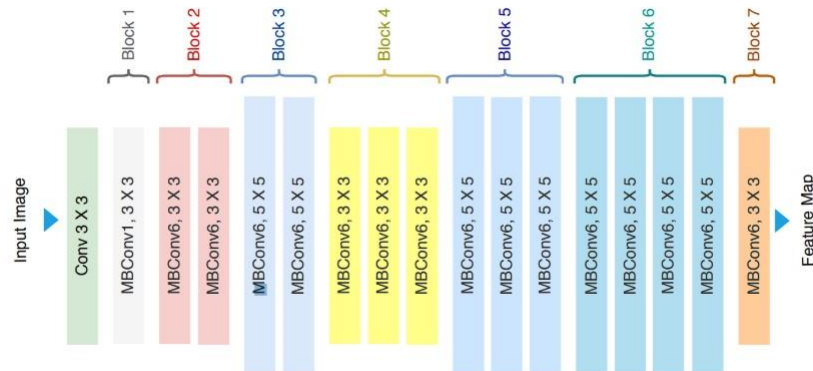 Block 1
Block 2
Block 3
Block 4
Block 5
Block 6
Block 7
Input Image
Conv 3 X 3
MBConv1, 3 X 3
MBConv6, 3 X 3
MBConv6, 3 X 3
MBConv6, 5 X 5
MBConv6, 5 X 5
MBConv6, 3 X 3
MBConv6, 3 X 3
MBConv6, 3 X 3
MBConv6, 5 X 5
MBConv6, 5 X 5
MBConv6, 5 X 5
MBConv6, 5 X 5
MBConv6, 5 X 5
MBConv6, 5 X 5
MBConv6, 5 X 5
MBConv6, 3 X 3
Feature Map